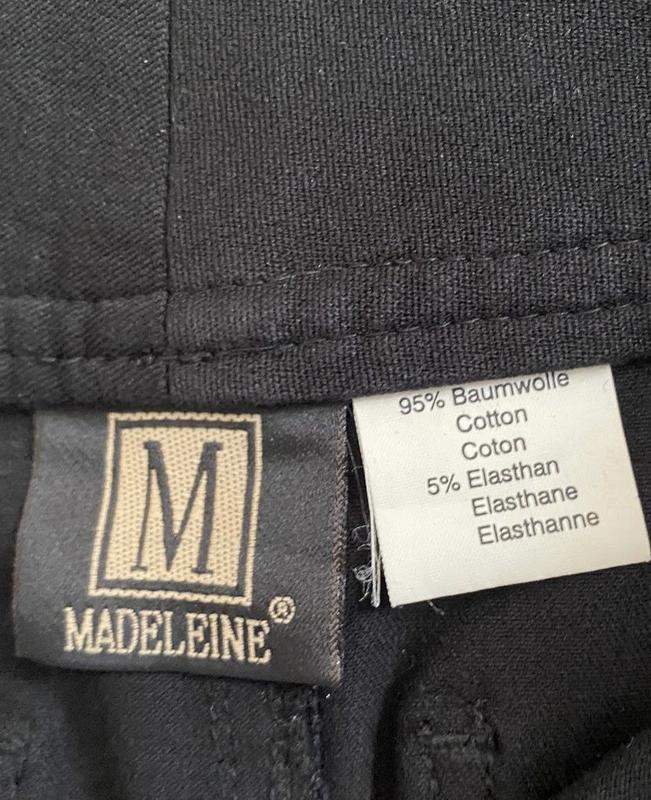 M
MADELEINE®
95% Baumwolle
Cotton
Coton
5% Elasthan
Elasthane
Elasthanne